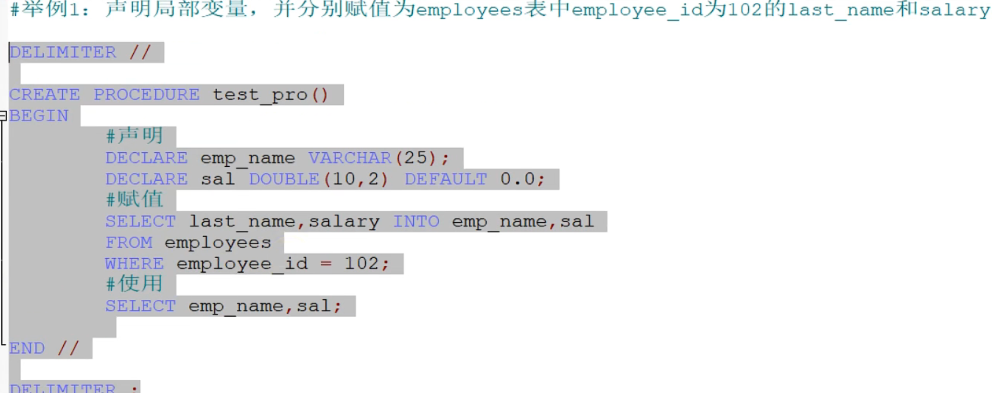 #举例1：声明局部变量，并分别赋值为employees表中employee_id为102的last_name和salary
DELIMITER //
CREATE PROCEDURE test_pro()
BEGIN
#声明
DECLARE emp_name VARCHAR(25);
DECLARE sal DOUBLE(10,2) DEFAULT 0.0;
#赋值
SELECT last_name,salary INTO emp_name,sal
FROM employees
WHERE employee_id = 102;
#使用
SELECT emp_name,sal;
END //
DELIMITER ;